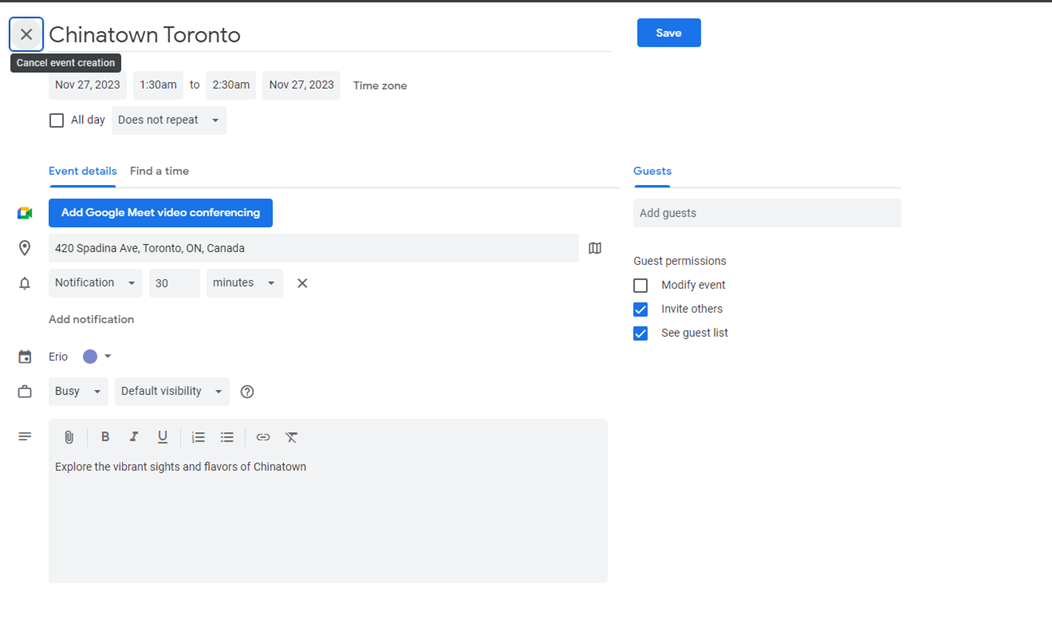 Chinatown Toronto
Save
Cancel event creation
Nov 27, 2023 1:30am to 2:30am Nov 27, 2023 Time zone
All day Does not repeat
Event details Find a time
Guests
Add Google Meet video conferencing
Add guests
420 Spadina Ave, Toronto, ON, Canada
Guest permissions
Notification 30 minutes
Modify event
Invite others
Add notification
See guest list
Erio
Busy Default visibility
B I U
Explore the vibrant sights and flavors of Chinatown